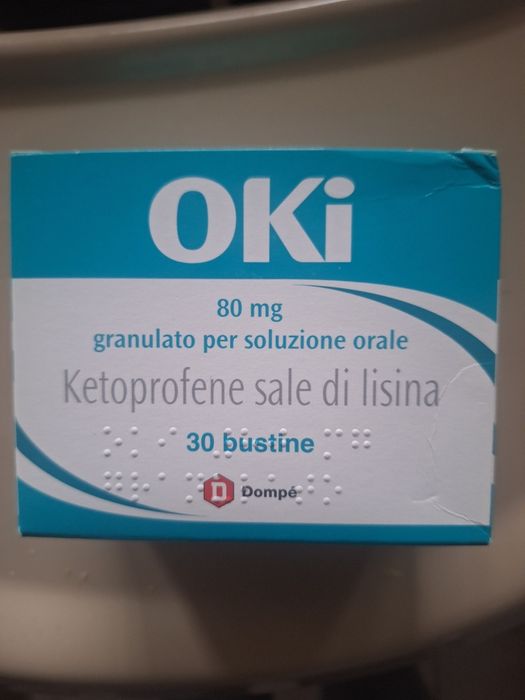 OKi
80 mg
granulato per soluzione orale
Ketoprofene sale di lisina
30 bustine
Dompé